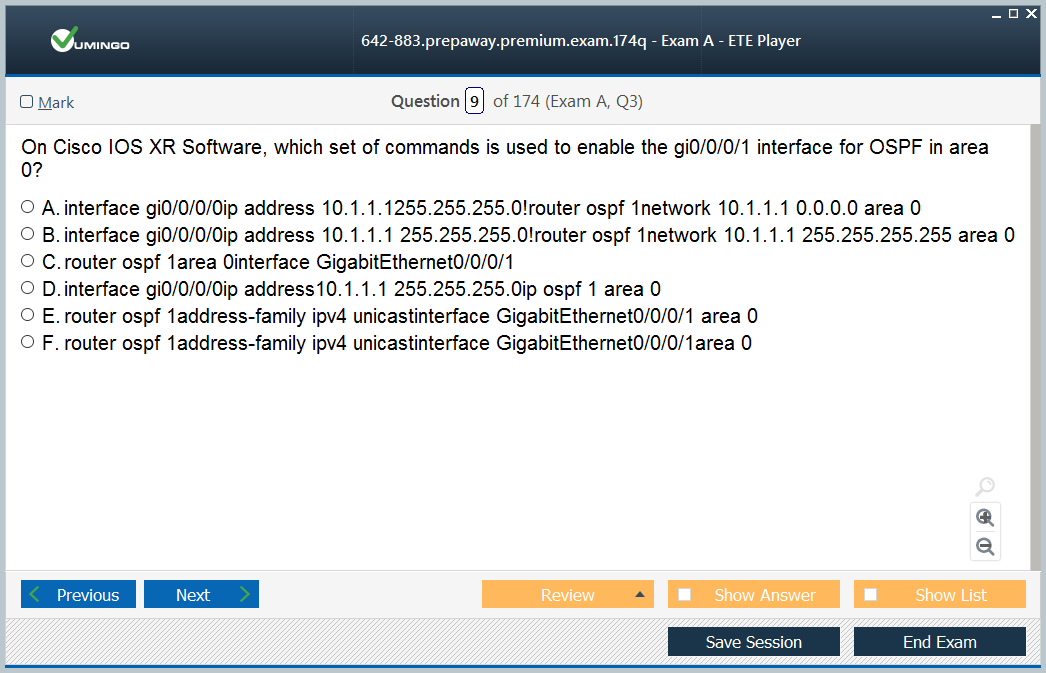 VUMINGO
642-883.prepaway.premium.exam.174q - Exam A - ETE Player
Mark
Question 9 of 174 (Exam A, Q3)
On Cisco IOS XR Software, which set of commands is used to enable the gi0/0/0/1 interface for OSPF in area
0?
A. interface gi0/0/0/0ip address 10.1.1.1255.255.255.0!router ospf 1network 10.1.1.1 0.0.0.0 area 0
B. interface gi0/0/0/0ip address 10.1.1.1 255.255.255.0!router ospf 1network 10.1.1.1 255.255.255.255 area 0
C. router ospf 1area 0interface GigabitEthernet0/0/0/1
D. interface gi0/0/0/0ip address10.1.1.1 255.255.255.0ip ospf 1 area 0
E. router ospf 1address-family ipv4 unicastinterface GigabitEthernet0/0/0/1 area 0
F. router ospf 1address-family ipv4 unicastinterface GigabitEthernet0/0/0/1area 0
Previous Next Review Show Answer Show List
Save Session End Exam